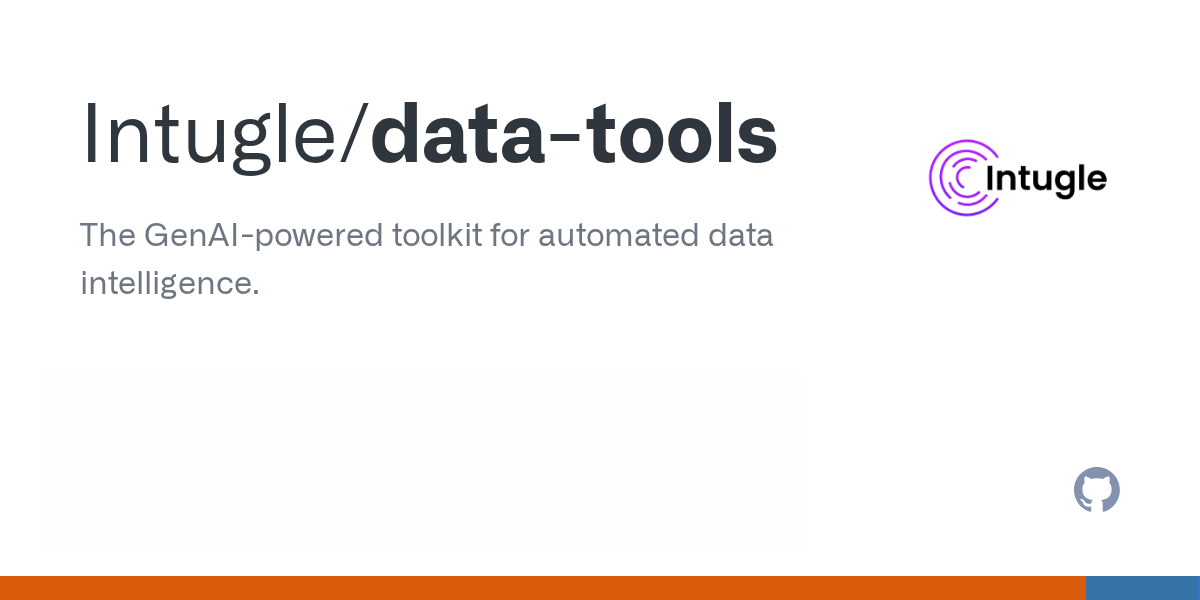 Intugle/data-tools
The GenAI-powered toolkit for automated data
intelligence.
Intugle